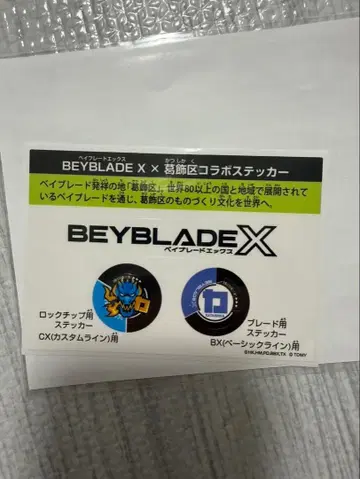 ベイブレードエックス かつしかく
BEYBLADE X × 葛飾区コラボステッカー
ベイブレード発祥の地「葛飾区」。世界80以上の国と地域で展開されて
いるベイブレードを通じ、葛飾区のものづくり文化を世界へ。
BEYBLADE X
ベイブレードエックス
ロックチップ用
ステッカー
CX(カスタムライン)用
ブレード用
ステッカー
BX(ベーシックライン)用
©HK,HM,PDJ/BBXP,TX © TOMY